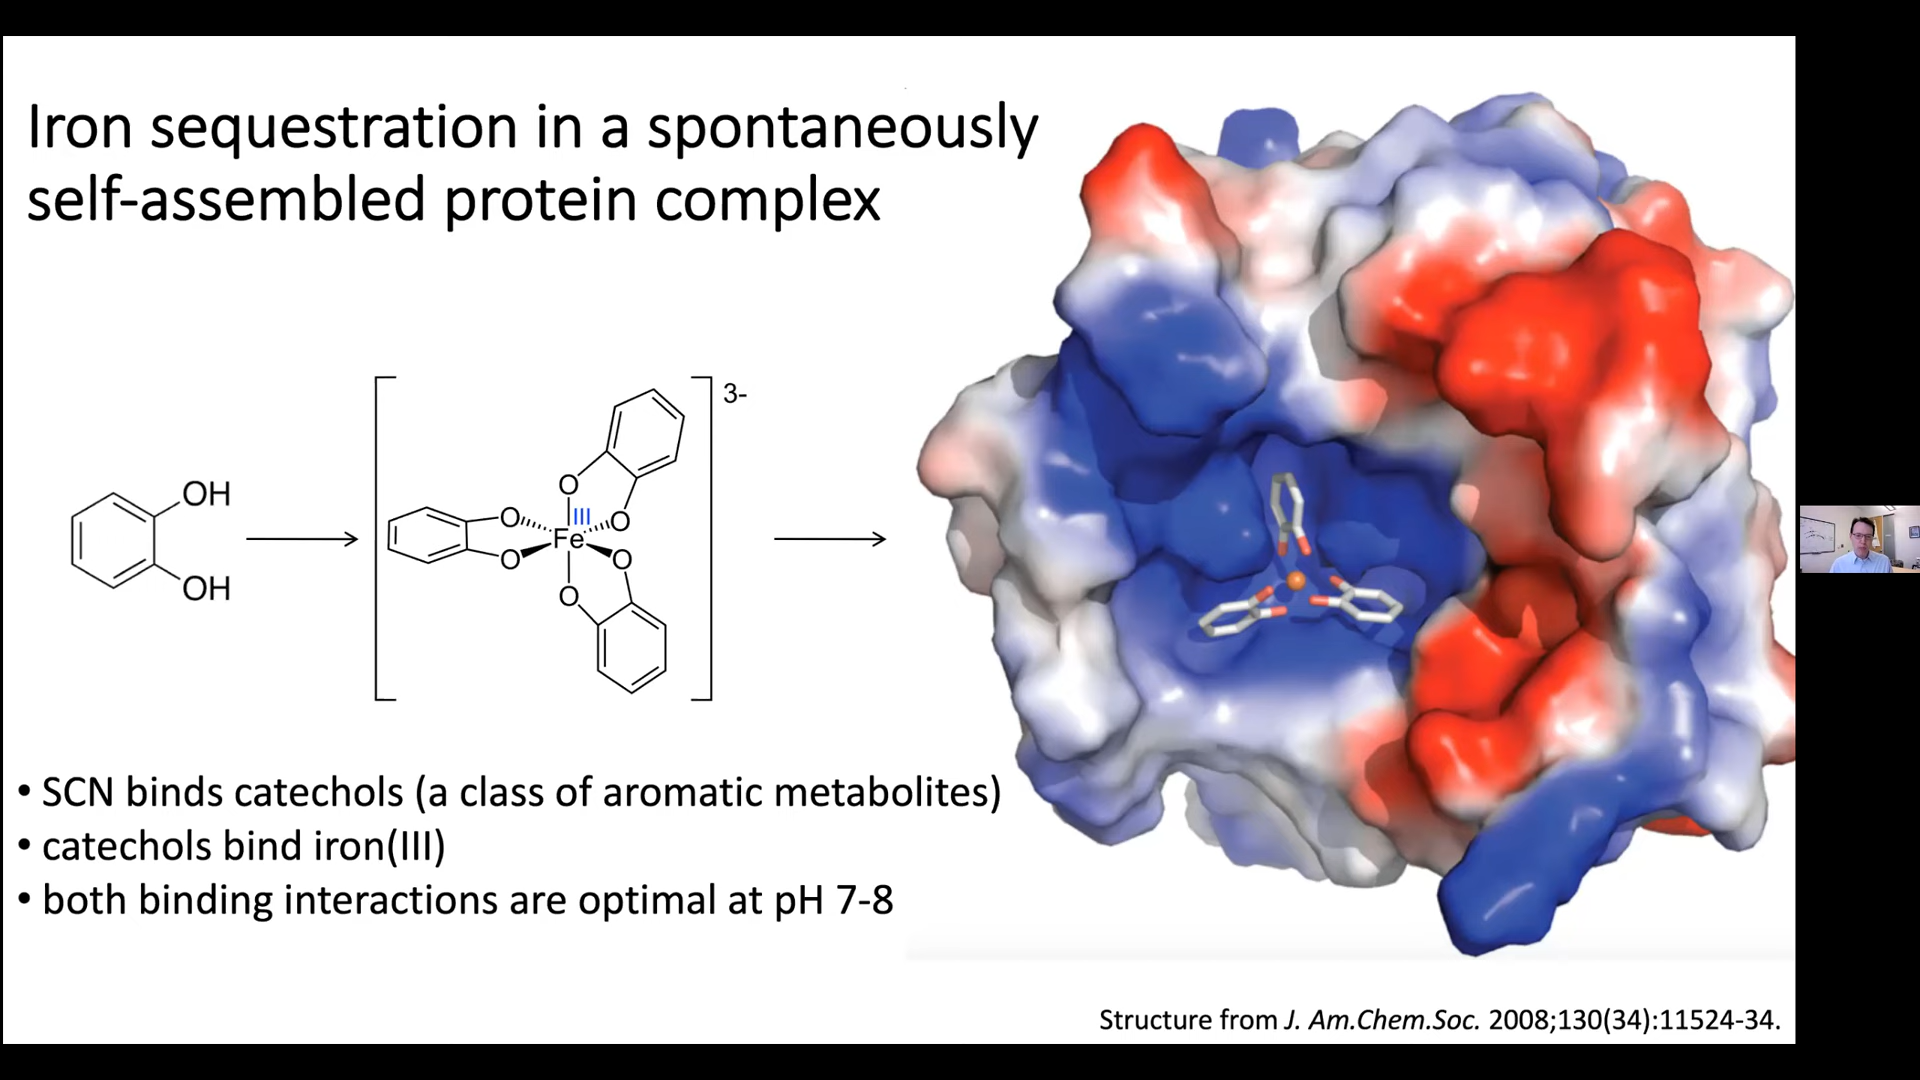 Iron sequestration in a spontaneously
self-assembled protein complex
3-
OH
OH
O
O
O
O
O
O
III
Fe
• SCN binds catechols (a class of aromatic metabolites)
• catechols bind iron(III)
• both binding interactions are optimal at pH 7-8
Structure from J. Am.Chem.Soc. 2008;130(34):11524-34.